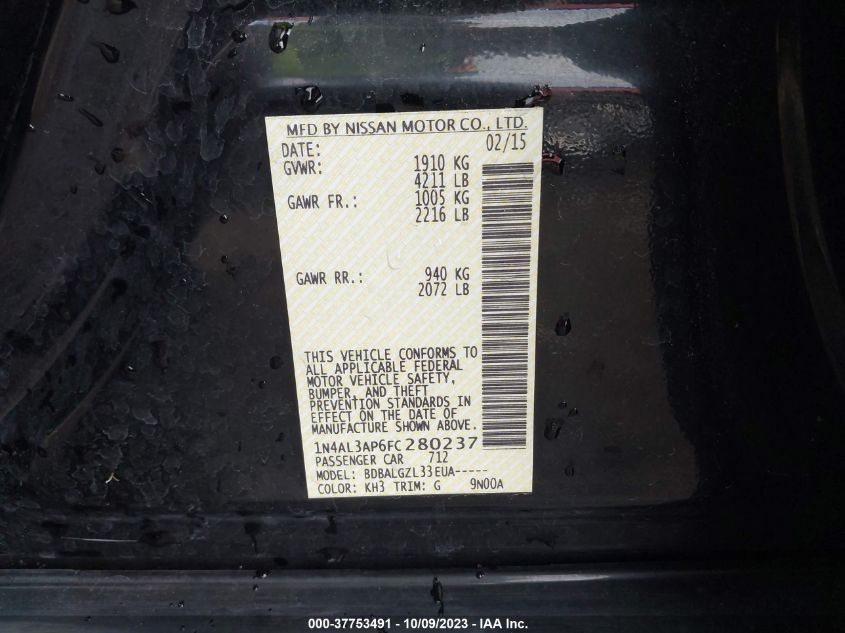 MFD BY NISSAN MOTOR CO., LTD.
DATE: 02/15
GVWR: 1910 KG
4211 LB
GAWR FR.: 1005 KG
2216 LB
GAWR RR.: 940 KG
2072 LB
THIS VEHICLE CONFORMS TO
ALL APPLICABLE FEDERAL
MOTOR VEHICLE SAFETY,
BUMPER, AND THEFT
PREVENTION STANDARDS IN
EFFECT ON THE DATE OF
MANUFACTURE SHOWN ABOVE.
1N4AL3AP6FC280237
PASSENGER CAR 712
MODEL: BDBALGZL33EUA-----
COLOR: KH3 TRIM: G 9N00A
000-37753491 - 10/09/2023 - IAA Inc.